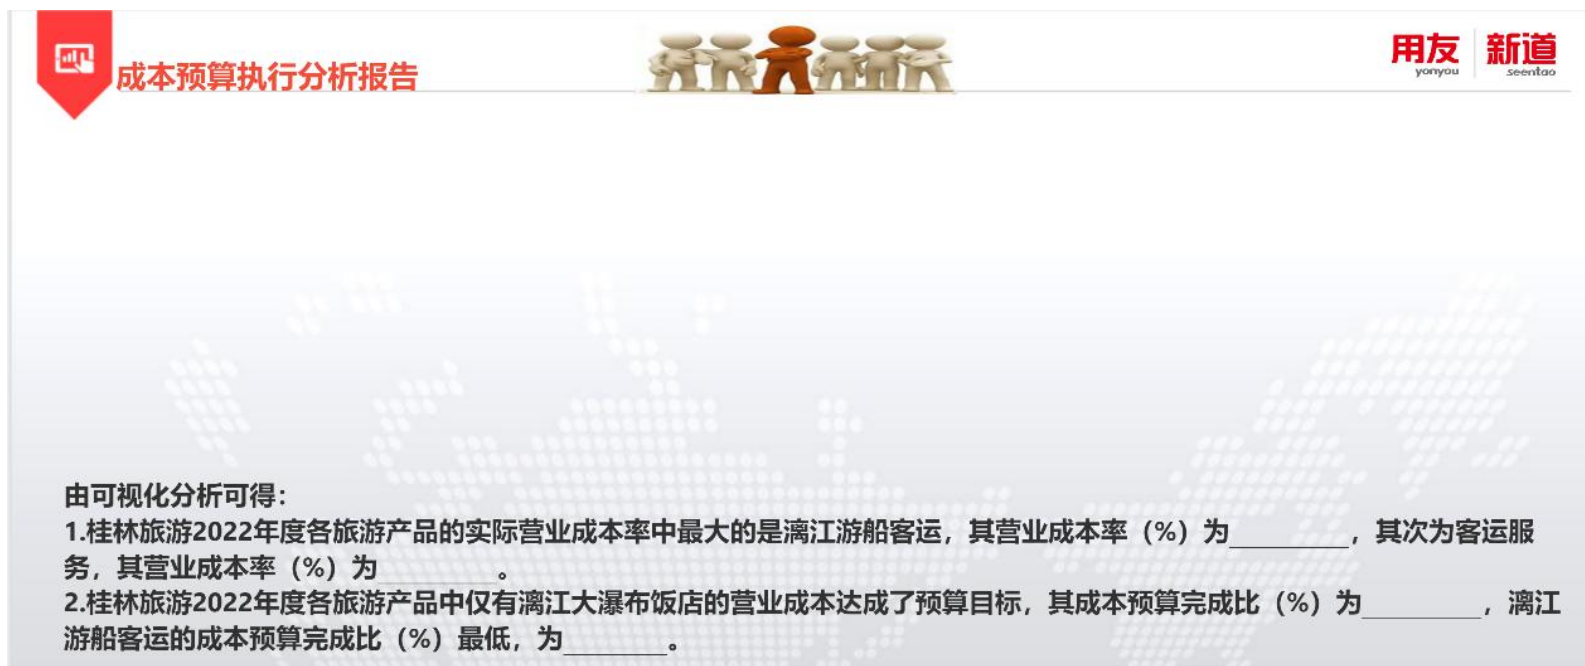 成本预算执行分析报告
用友 新道
yonyou seentao
由可视化分析可得：
1.桂林旅游2022年度各旅游产品的实际营业成本率中最大的是漓江游船客运，其营业成本率（%）为_________，其次为客运服
务，其营业成本率（%）为_________。
2.桂林旅游2022年度各旅游产品中仅有漓江大瀑布饭店的营业成本达成了预算目标，其成本预算完成比（%）为_________，漓江
游船客运的成本预算完成比（%）最低，为________。